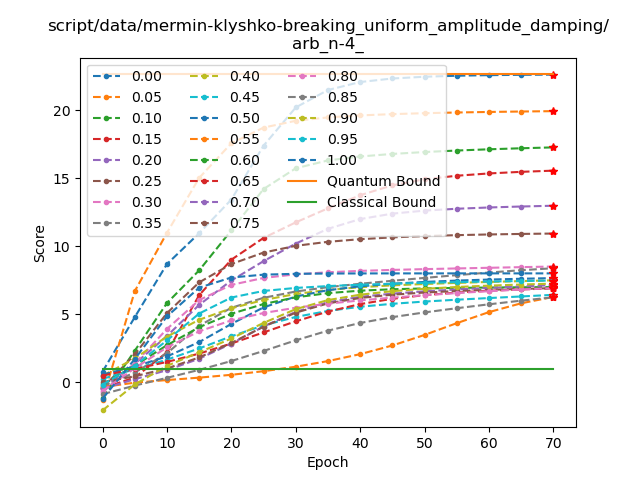 script/data/mermin-klyshko-breaking_uniform_amplitude_damping/
arb_n-4_
0.00 0.40 0.80
0.05 0.45 0.85
0.10 0.50 0.90
0.15 0.55 0.95
0.20 0.60 1.00
0.25 0.65 Quantum Bound
0.30 0.70 Classical Bound
0.35 0.75
20
15
10
5
0
Score
0 10 20 30 40 50 60 70
Epoch